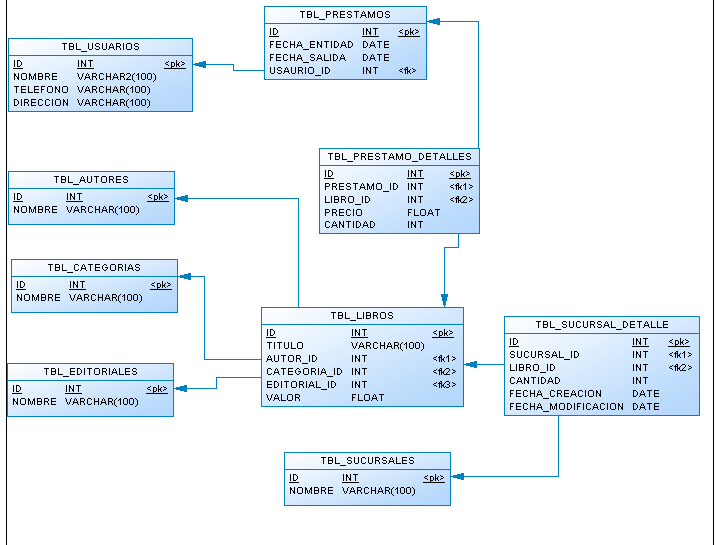 TBL_PRESTAMOS
ID INT <pk>
FECHA_ENTIDAD DATE
FECHA_SALIDA DATE
USAURIO_ID INT <fk>
TBL_USUARIOS
ID INT <pk>
NOMBRE VARCHAR2(100)
TELEFONO VARCHAR(100)
DIRECCION VARCHAR(100)
TBL_PRESTAMO_DETALLES
ID INT <pk>
PRESTAMO_ID INT <fk1>
LIBRO_ID INT <fk2>
PRECIO FLOAT
CANTIDAD INT
TBL_AUTORES
ID INT <pk>
NOMBRE VARCHAR(100)
TBL_CATEGORIAS
ID INT <pk>
NOMBRE VARCHAR(100)
TBL_LIBROS
ID INT <pk>
TITULO VARCHAR(100)
AUTOR_ID INT <fk1>
CATEGORIA_ID INT <fk2>
EDITORIAL_ID INT <fk3>
VALOR FLOAT
TBL_SUCURSAL_DETALLE
ID INT <pk>
SUCURSAL_ID INT <fk1>
LIBRO_ID INT <fk2>
CANTIDAD INT
FECHA_CREACION DATE
FECHA_MODIFICACION DATE
TBL_EDITORIALES
ID INT <pk>
NOMBRE VARCHAR(100)
TBL_SUCURSALES
ID INT <pk>
NOMBRE VARCHAR(100)